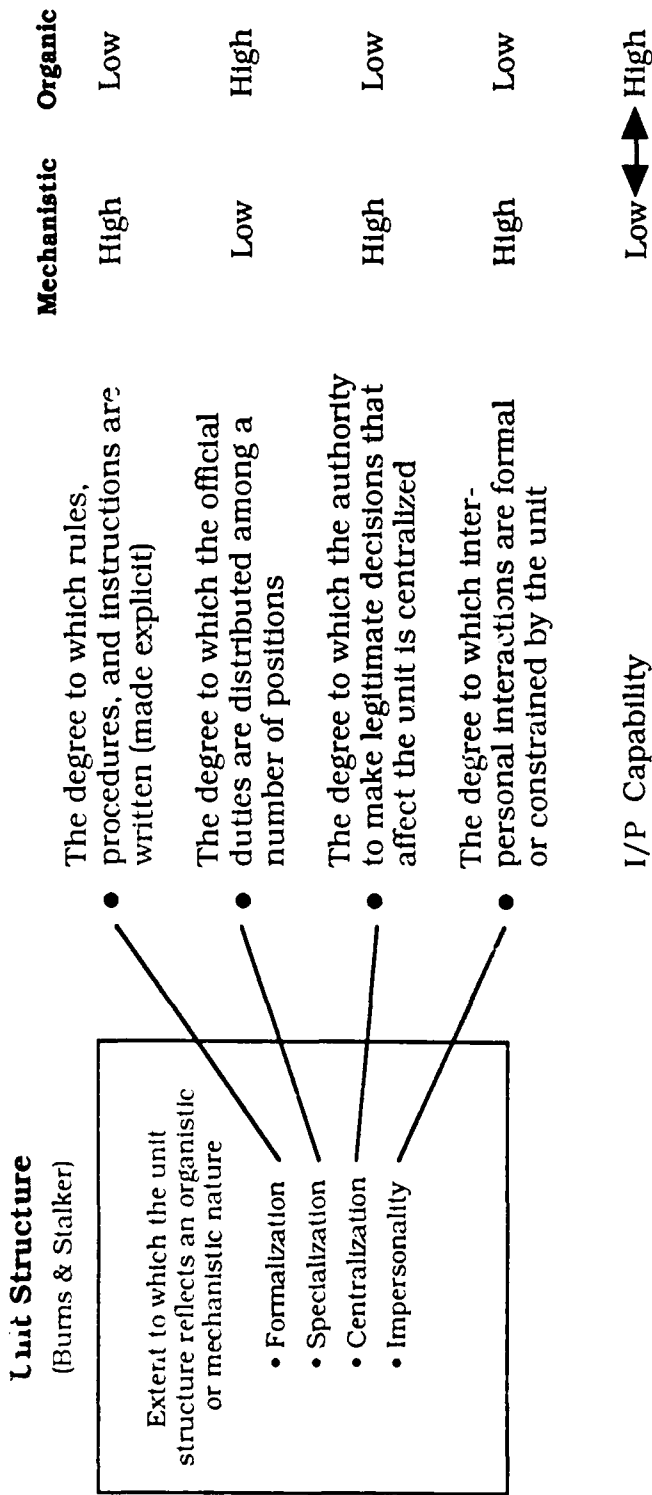 Unit Structure
(Burns & Stalker)
Extent to which the unit
structure reflects an organistic
or mechanistic nature
• Formalization
• Specialization
• Centralization
• Impersonality
Mechanistic Organic
● The degree to which rules,
procedures, and instructions are
written (made explicit)
High Low
● The degree to which the official
duties are distributed among a
number of positions
Low High
● The degree to which the authority
to make legitimate decisions that
affect the unit is centralized
High Low
● The degree to which inter-
personal interactions are formal
or constrained by the unit
High Low
I/P Capability
Low High